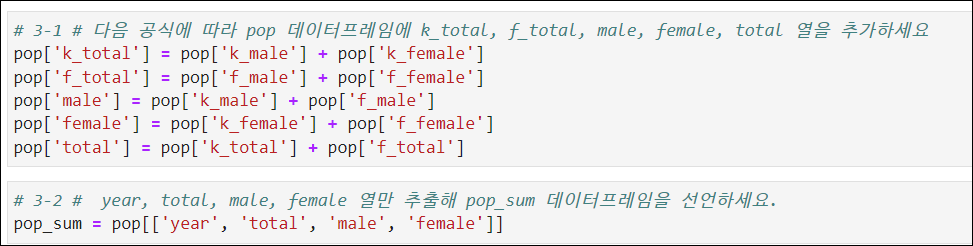 # 3-1 # 다음 공식에 따라 pop 데이터프레임에 k_total, f_total, male, female, total 열을 추가하세요
pop['k_total'] = pop['k_male'] + pop['k_female']
pop['f_total'] = pop['f_male'] + pop['f_female']
pop['male'] = pop['k_male'] + pop['f_male']
pop['female'] = pop['k_female'] + pop['f_female']
pop['total'] = pop['k_total'] + pop['f_total']
# 3-2 #  year, total, male, female 열만 추출해 pop_sum 데이터프레임을 선언하세요.
pop_sum = pop[['year', 'total', 'male', 'female']]